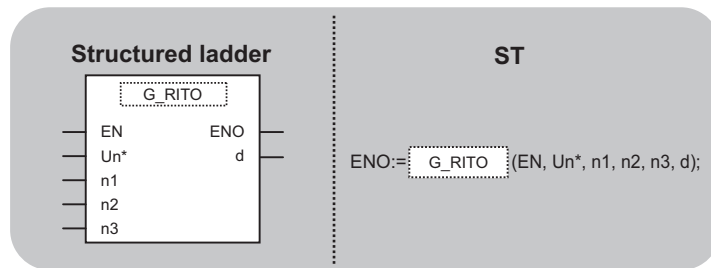 Structured ladder
G_RITO
EN ENO
Un* d
n1
n2
n3
ST
ENO:= G_RITO (EN, Un*, n1, n2, n3, d);